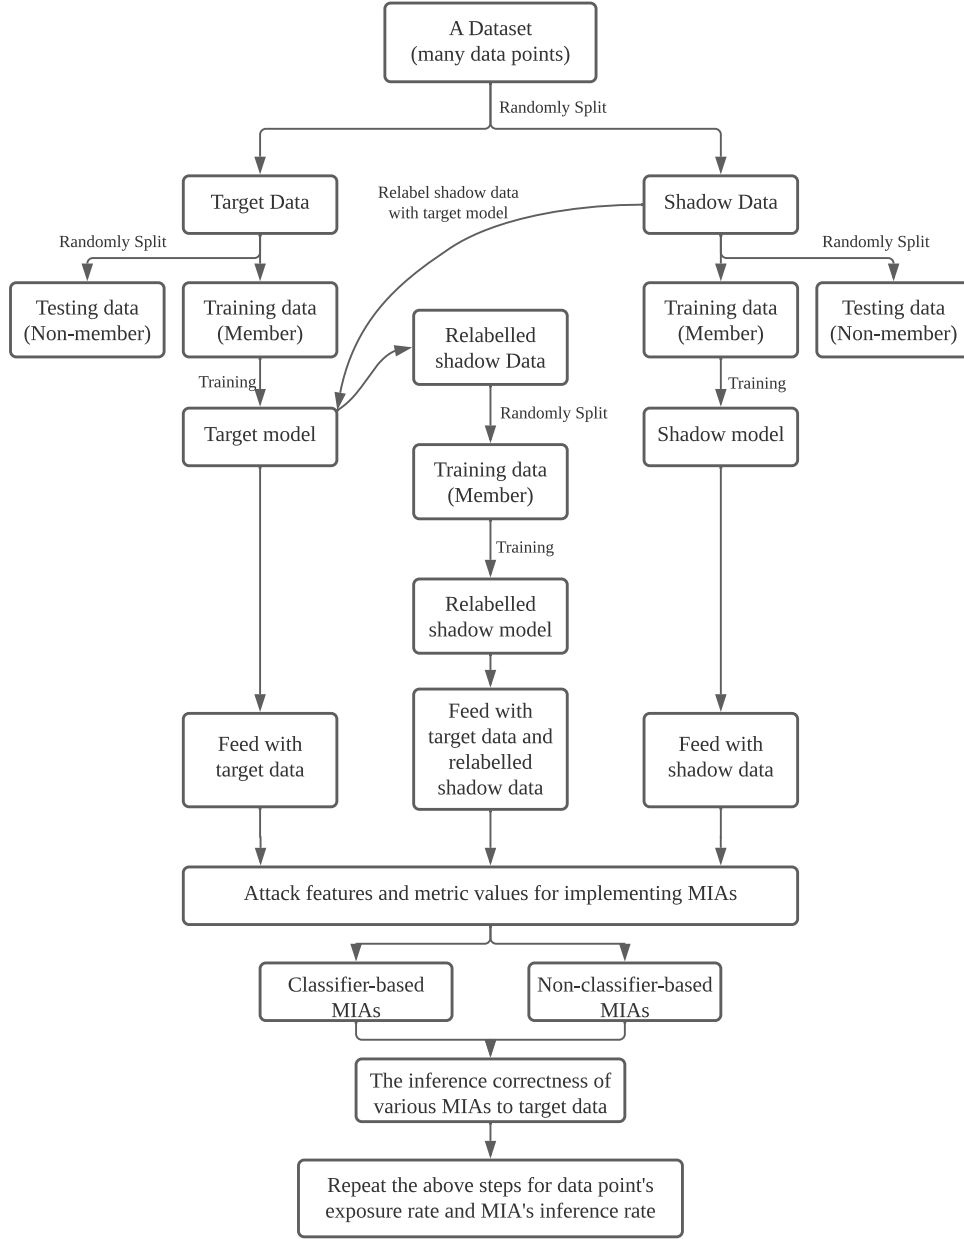 A Dataset
(many data points)
Randomly Split
Target Data
Relabel shadow data
with target model
Shadow Data
Randomly Split
Randomly Split
Testing data
(Non-member)
Training data
(Member)
Training data
(Member)
Testing data
(Non-member)
Relabelled
shadow Data
Training
Training
Randomly Split
Target model
Shadow model
Training data
(Member)
Training
Relabelled
shadow model
Feed with
target data
Feed with
target data and
relabelled
shadow data
Feed with
shadow data
Attack features and metric values for implementing MIAs
Classifier-based
MIAs
Non-classifier-based
MIAs
The inference correctness of
various MIAs to target data
Repeat the above steps for data point's
exposure rate and MIA's inference rate